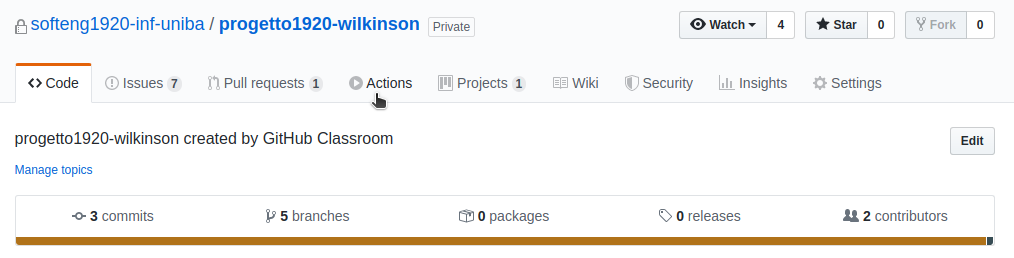 softeng1920-inf-uniba / progetto1920-wilkinson Private Watch 4 Star 0 Fork 0
Code Issues 7 Pull requests 1 Actions Projects 1 Wiki Security Insights Settings
progetto1920-wilkinson created by GitHub Classroom Edit
Manage topics
3 commits 5 branches 0 packages 0 releases 2 contributors